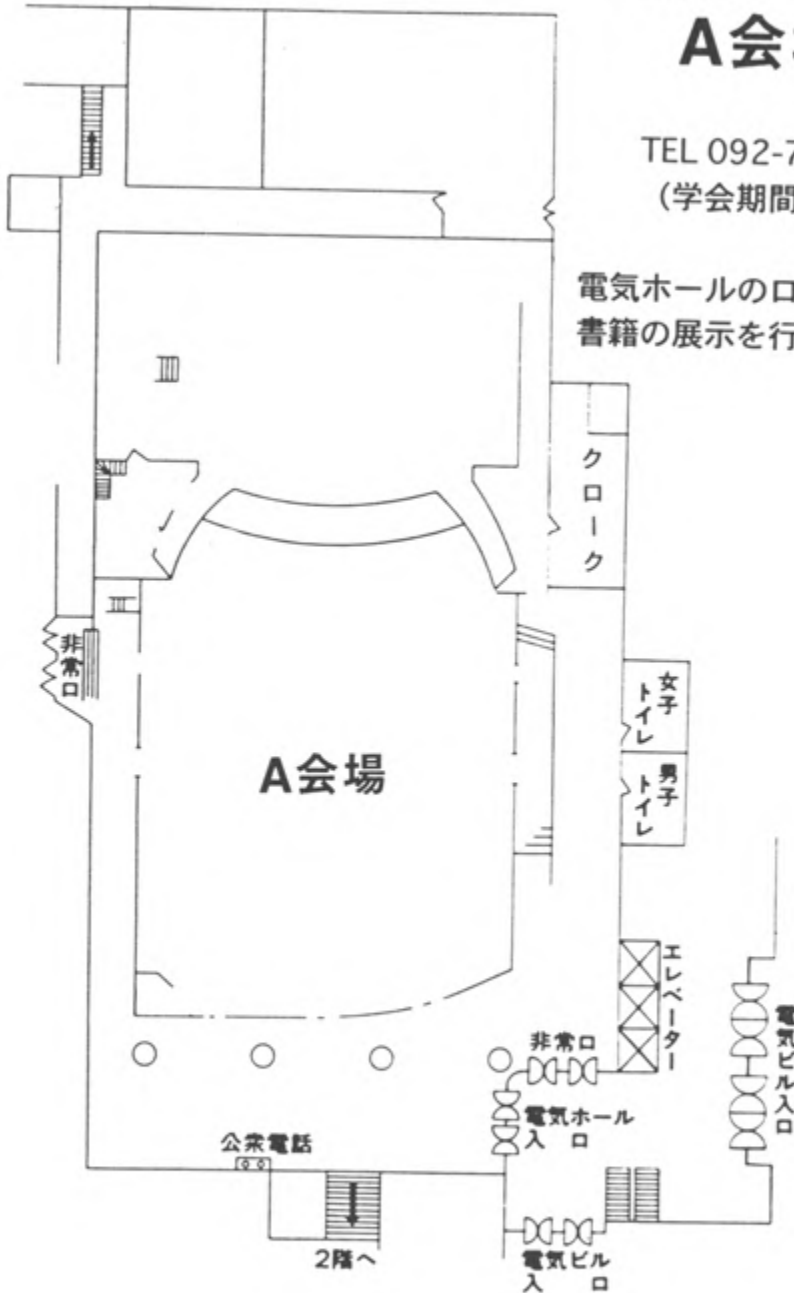 A会
TEL 092-7
（学会期間
電気ホールのロ
書籍の展示を行
クローク
非常口
女子
トイレ
A会場
男子
トイレ
エレベーター
電気ビル入口
非常口
電気ホール
入口
公衆電話
2階へ
電気ビル
入口